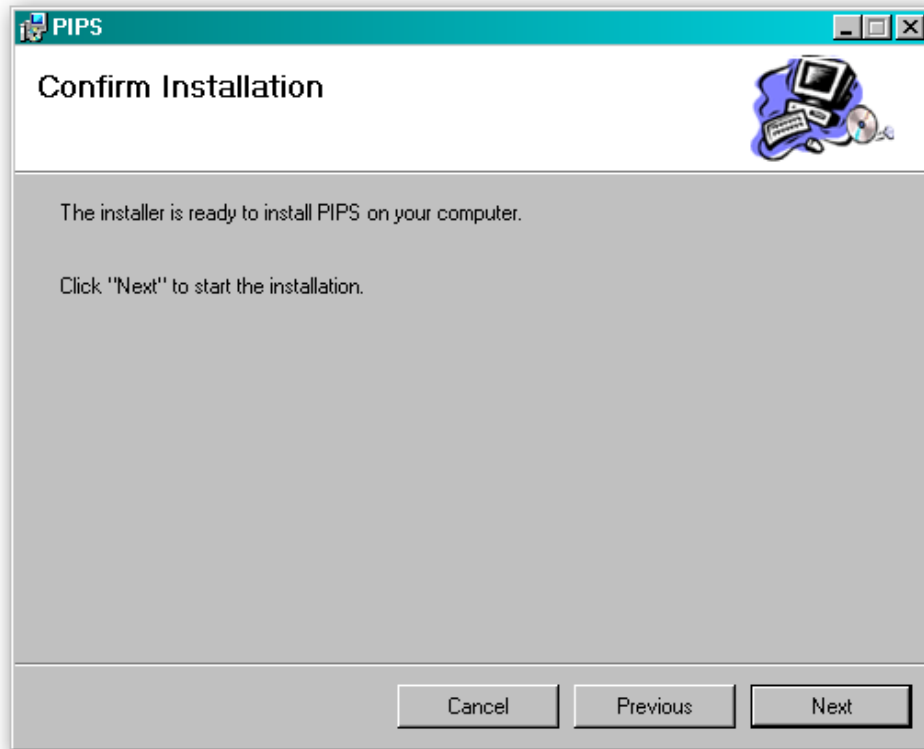 PIPS
Confirm Installation
The installer is ready to install PIPS on your computer.
Click "Next" to start the installation.
Cancel Previous Next